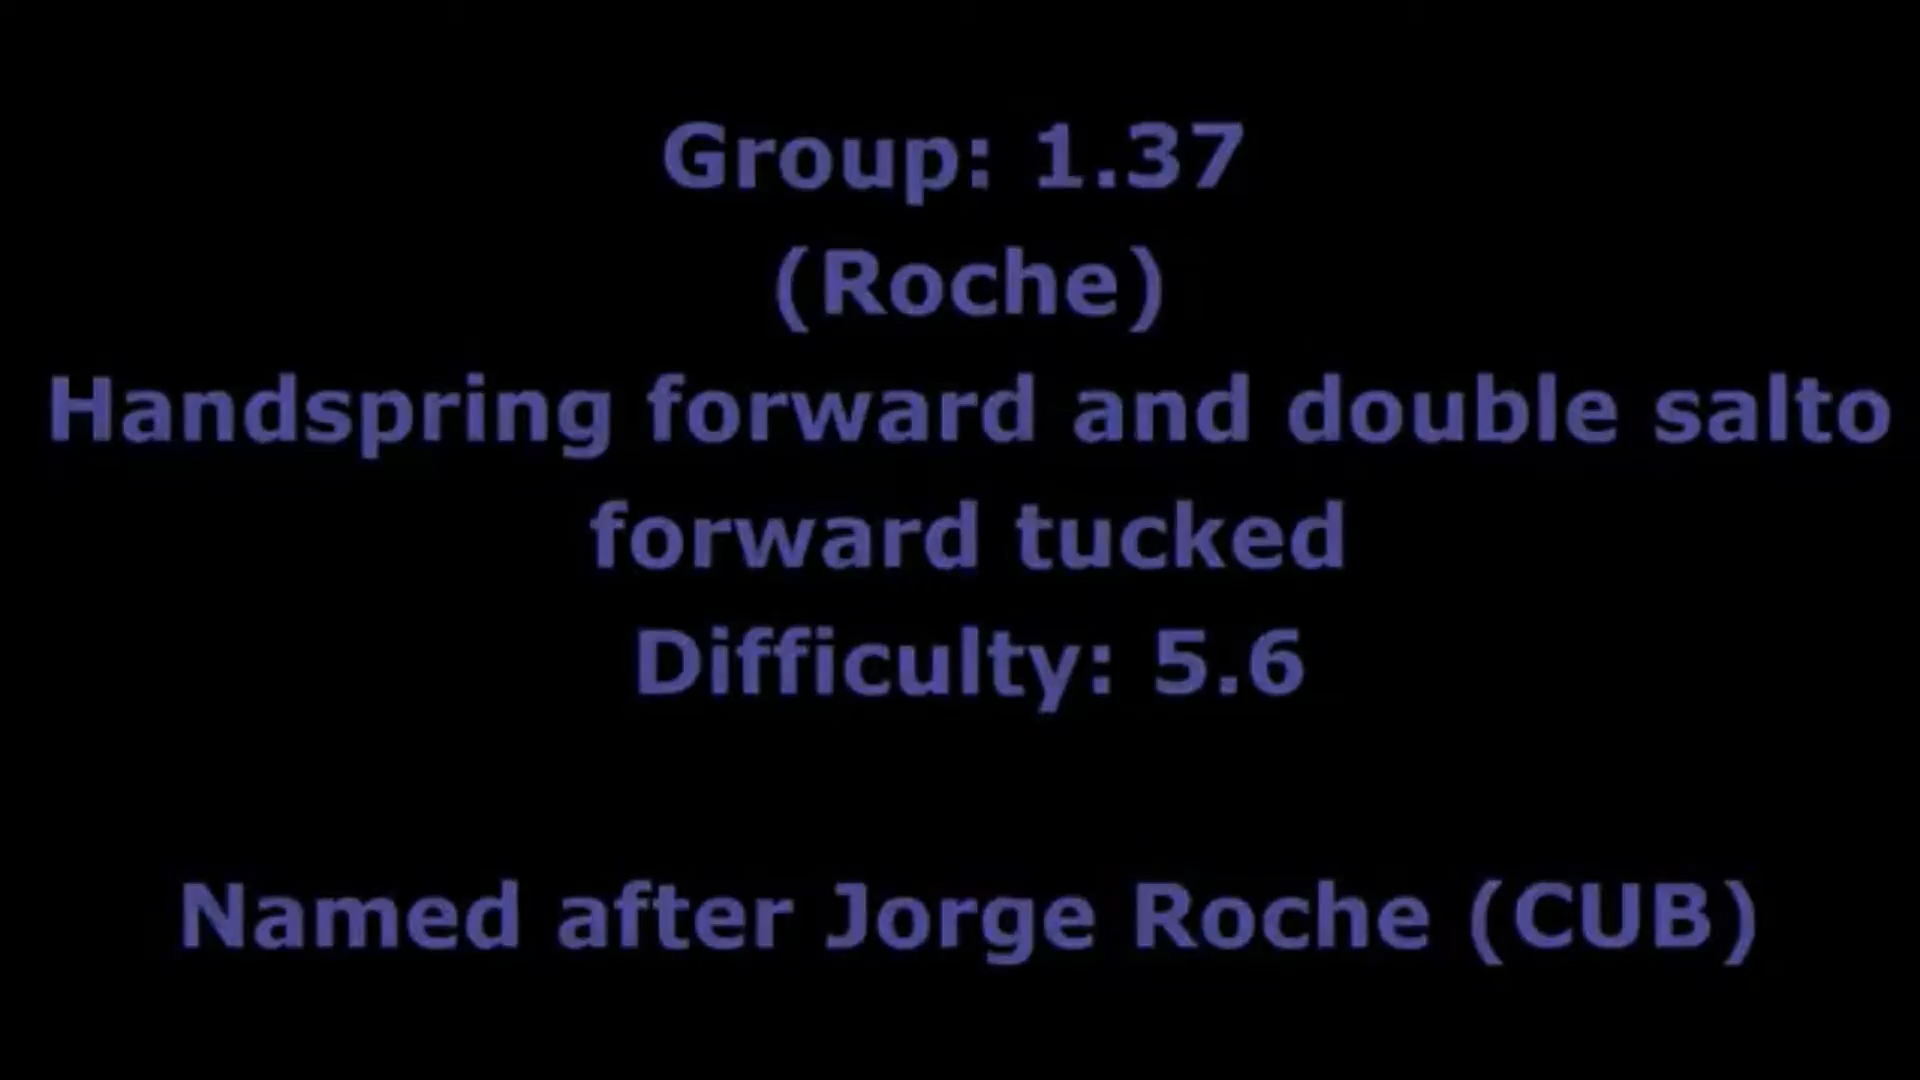 Group: 1.37
(Roche)
Handspring forward and double salto
forward tucked
Difficulty: 5.6
Named after Jorge Roche (CUB)